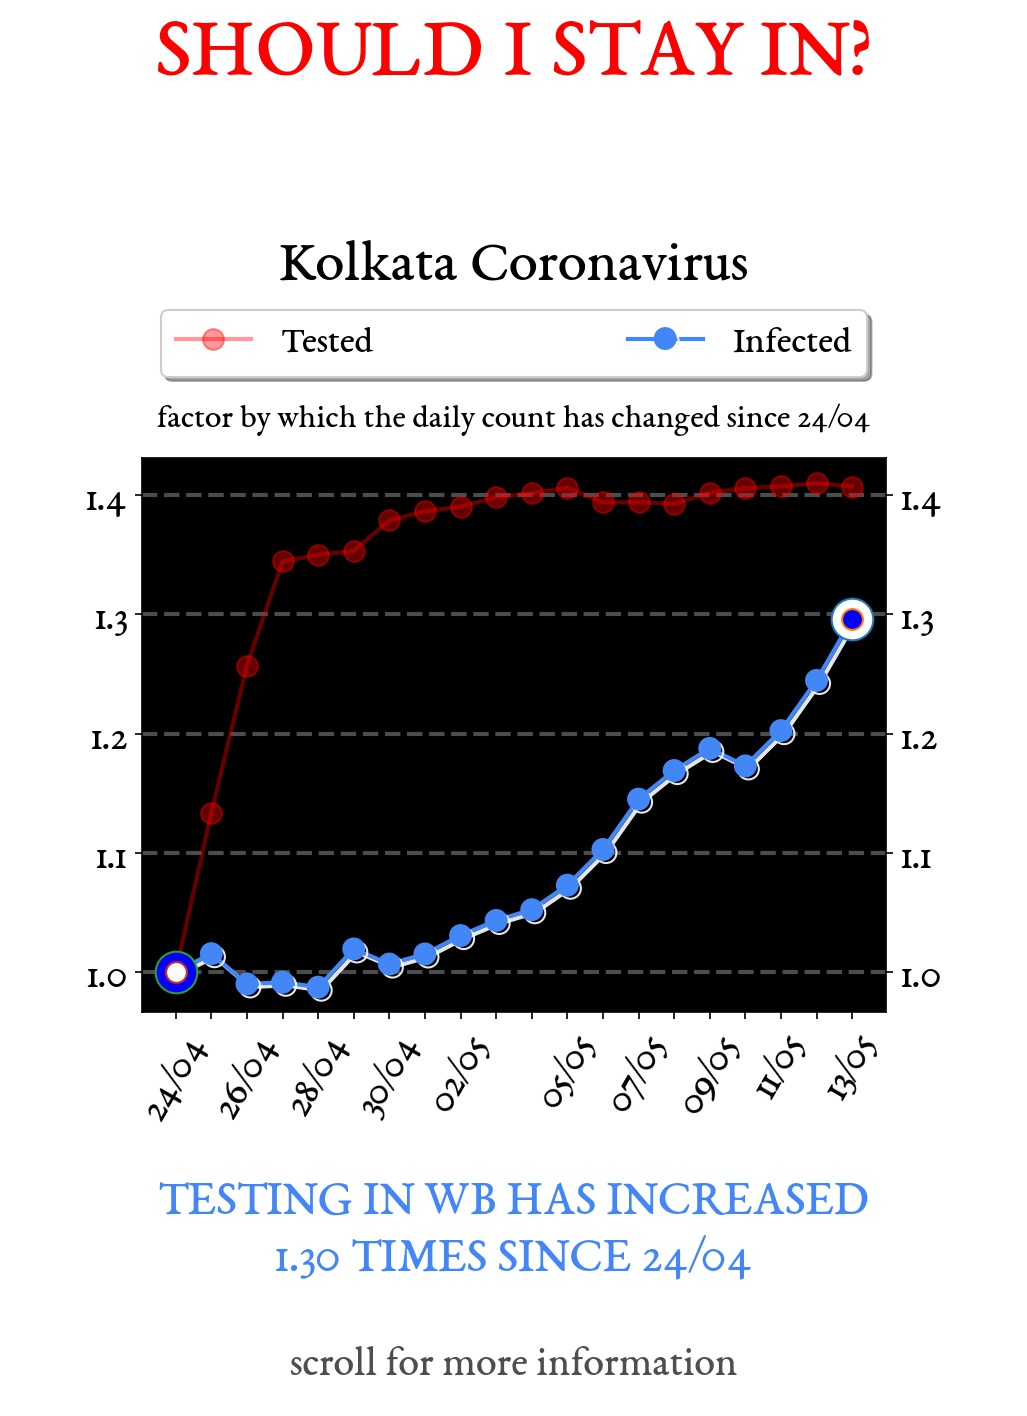 SHOULD I STAY IN?
Kolkata Coronavirus
Tested Infected
factor by which the daily count has changed since 24/04
1.4 1.4
1.3 1.3
1.2 1.2
1.1 1.1
1.0 1.0
24/04 26/04 28/04 30/04 02/05 05/05 07/05 09/05 11/05 13/05
TESTING IN WB HAS INCREASED
1.30 TIMES SINCE 24/04
scroll for more information